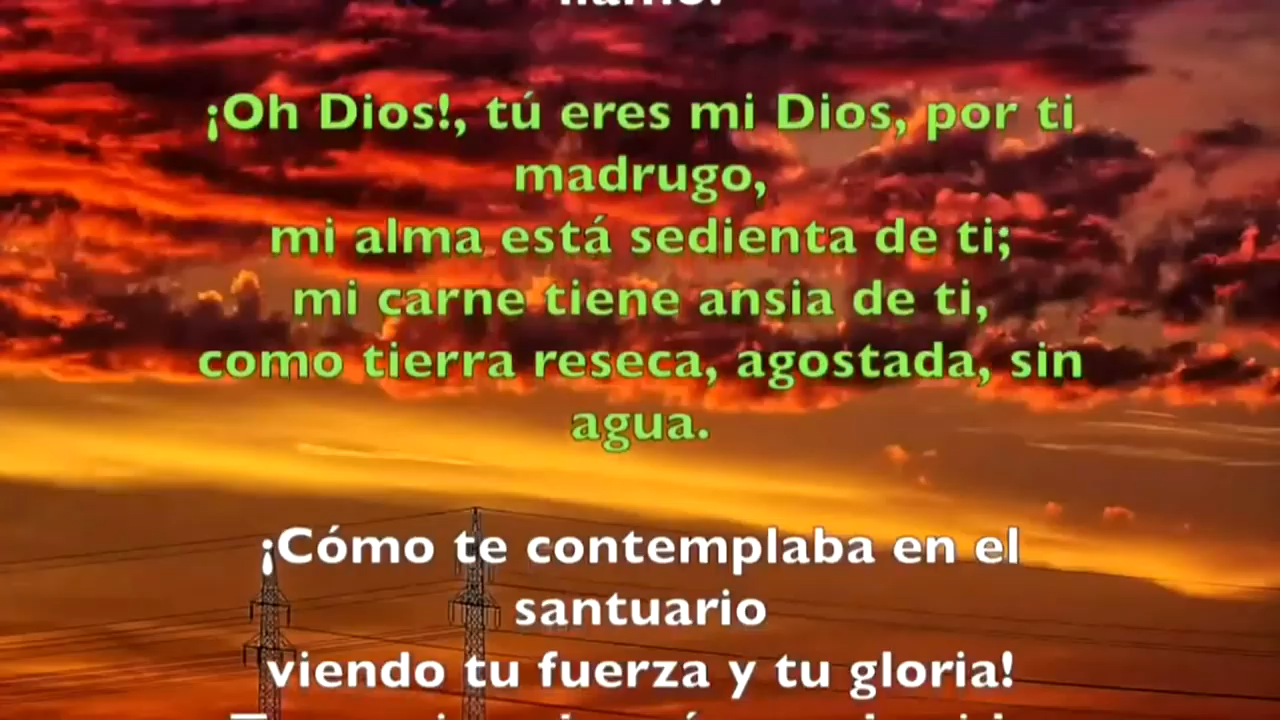 ¡Oh Dios!, tú eres mi Dios, por ti
madrugo,
mi alma está sedienta de ti;
mi carne tiene ansia de ti,
como tierra reseca, agostada, sin
agua.
¡Cómo te contemplaba en el
santuario
viendo tu fuerza y tu gloria!